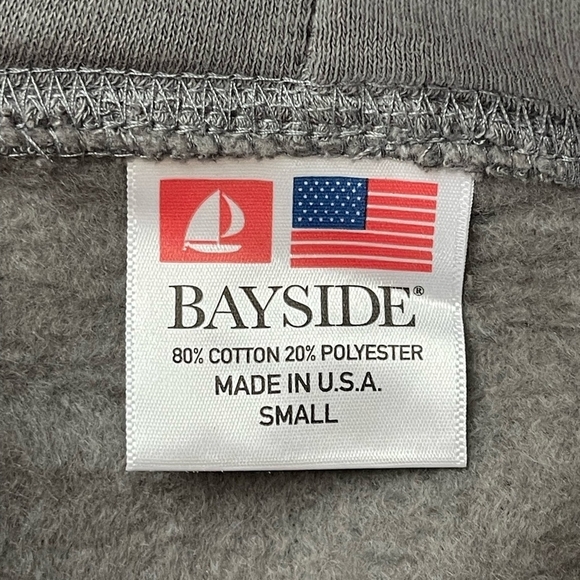 BAYSIDE®
80% COTTON 20% POLYESTER
MADE IN U.S.A.
SMALL